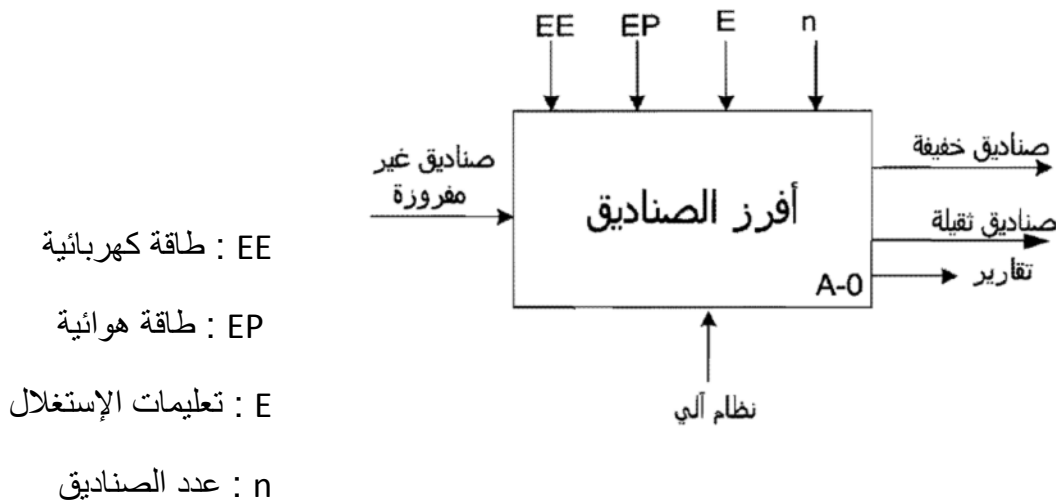 EE EP E n
صناديق غير
مفروزة
أفرز الصناديق
A-0
صناديق خفيفة
صناديق ثقيلة
تقارير
نظام آلي
EE : طاقة كهربائية
EP : طاقة هوائية
E : تعليمات الإستغلال
n : عدد الصناديق